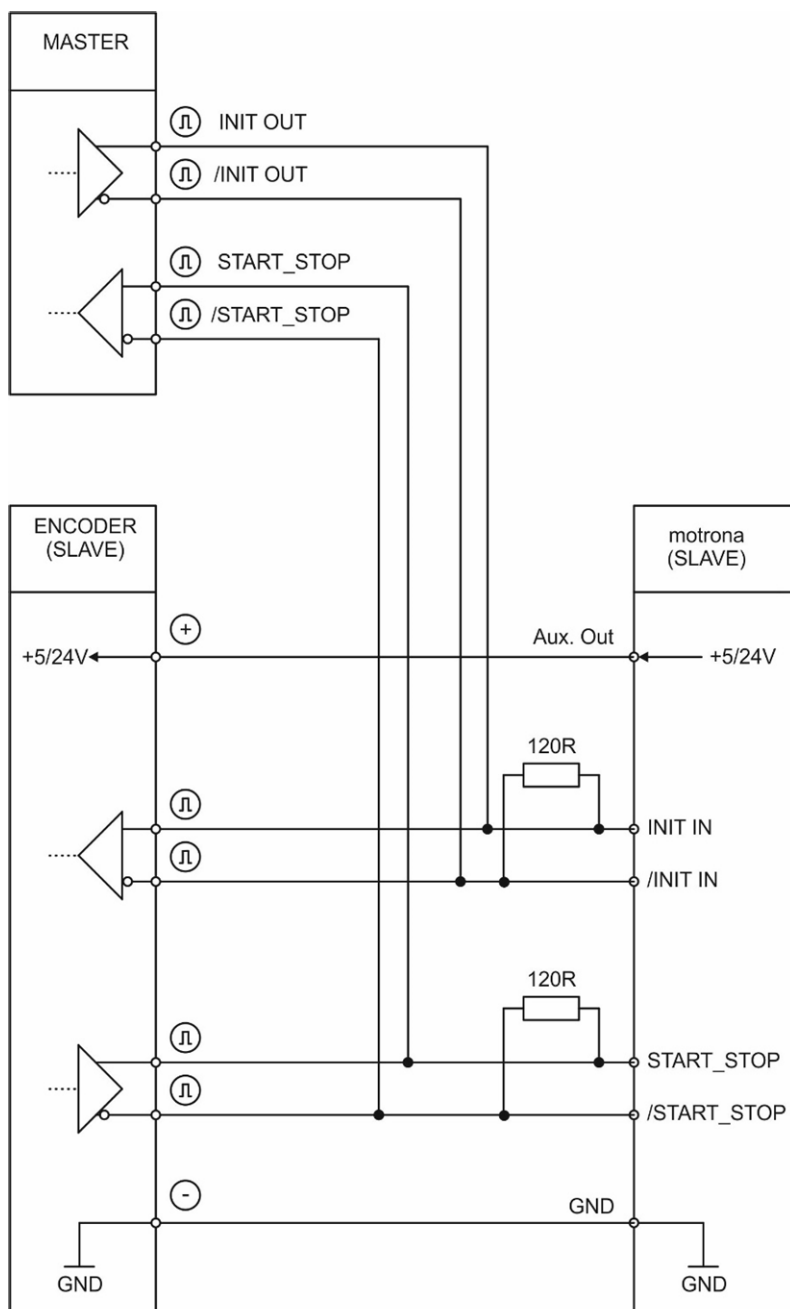 MASTER
INIT OUT
/INIT OUT
START_STOP
/START_STOP
ENCODER
(SLAVE)
motrona
(SLAVE)
+
Aux. Out
+5/24V
+5/24V
120R
INIT IN
/INIT IN
120R
START_STOP
/START_STOP
-
GND
GND
GND